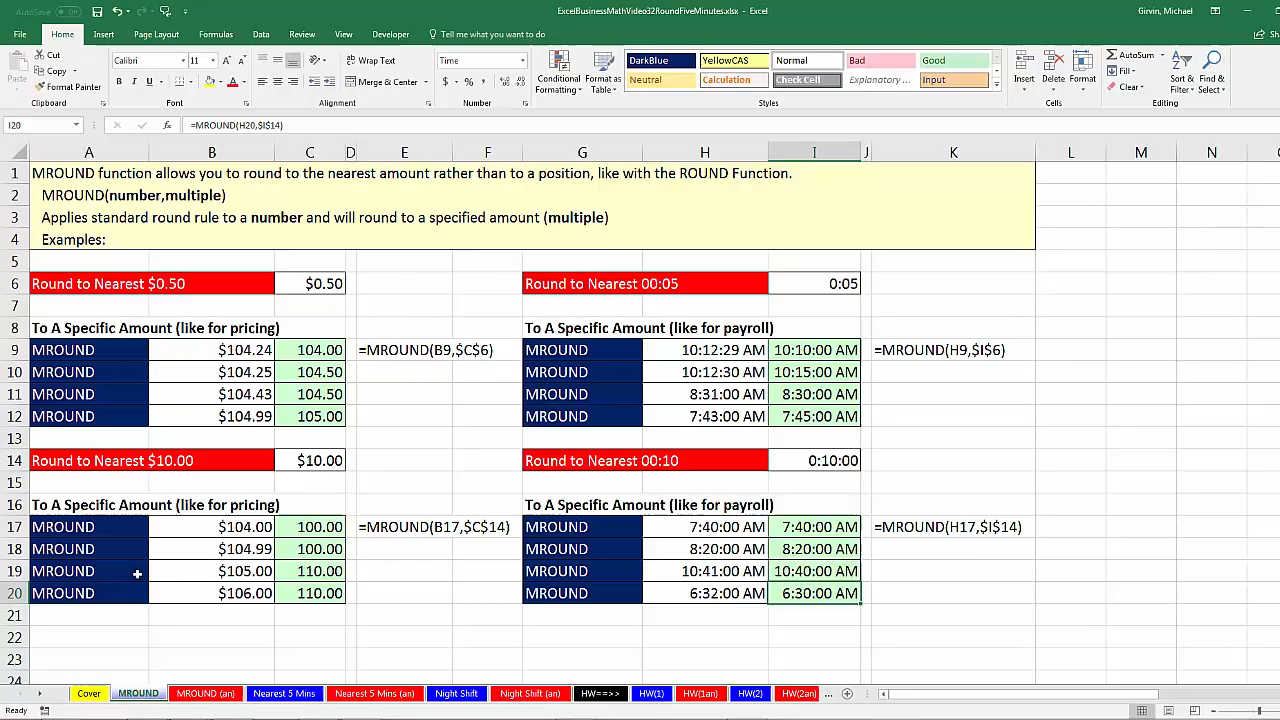 AutoSave Off
ExcelBusinessMathVideo32RoundFiveMinutes.xlsx - Excel
Girvin, Michael
File Home Insert Page Layout Formulas Data Review View Developer Tell me what you want to do
Paste Cut Copy Format Painter Clipboard
Calibri 11 Font
Wrap Text Merge & Center Alignment
Time Number
Conditional Formatting Format as Table
DarkBlue YellowCAS Normal Bad Good
Neutral Calculation Check Cell Explanatory ... Input
Styles
Insert Delete Format Cells
AutoSum Fill Clear Sort & Filter Find & Select Editing
I20 fx =MROUND(H20,$I$14)
A B C D E F G H I J K L M N
1 MROUND function allows you to round to the nearest amount rather than to a position, like with the ROUND Function.
2 MROUND(number,multiple)
3 Applies standard round rule to a number and will round to a specified amount (multiple)
4 Examples:
5
6 Round to Nearest $0.50 $0.50 Round to Nearest 00:05 0:05
7
8 To A Specific Amount (like for pricing) To A Specific Amount (like for payroll)
9 MROUND $104.24 104.00 =MROUND(B9,$C$6) MROUND 10:12:29 AM 10:10:00 AM =MROUND(H9,$I$6)
10 MROUND $104.25 104.50 MROUND 10:12:30 AM 10:15:00 AM
11 MROUND $104.43 104.50 MROUND 8:31:00 AM 8:30:00 AM
12 MROUND $104.99 105.00 MROUND 7:43:00 AM 7:45:00 AM
13
14 Round to Nearest $10.00 $10.00 Round to Nearest 00:10 0:10:00
15
16 To A Specific Amount (like for pricing) To A Specific Amount (like for payroll)
17 MROUND $104.00 100.00 =MROUND(B17,$C$14) MROUND 7:40:00 AM 7:40:00 AM =MROUND(H17,$I$14)
18 MROUND $104.99 100.00 MROUND 8:20:00 AM 8:20:00 AM
19 MROUND $105.00 110.00 MROUND 10:41:00 AM 10:40:00 AM
20 MROUND $106.00 110.00 MROUND 6:32:00 AM 6:30:00 AM
21
22
23
Cover MROUND MROUND (an) Nearest 5 Mins Nearest 5 Mins (an) Night Shift Night Shift (an) HW==>> HW(1) HW(1an) HW(2) HW(2an) ...
Ready